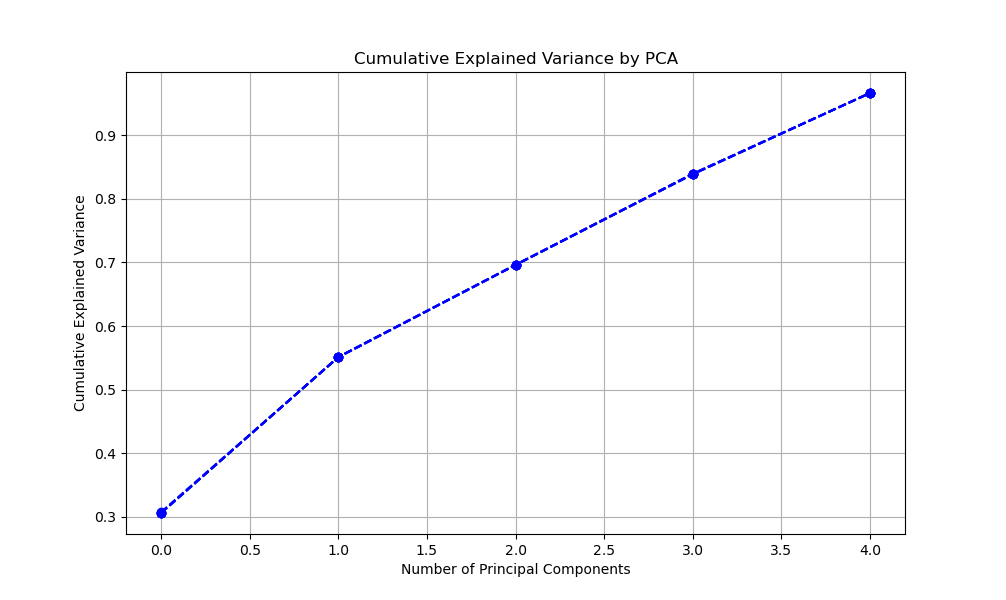 Cumulative Explained Variance by PCA
Cumulative Explained Variance
0.9
0.8
0.7
0.6
0.5
0.4
0.3
0.0 0.5 1.0 1.5 2.0 2.5 3.0 3.5 4.0
Number of Principal Components